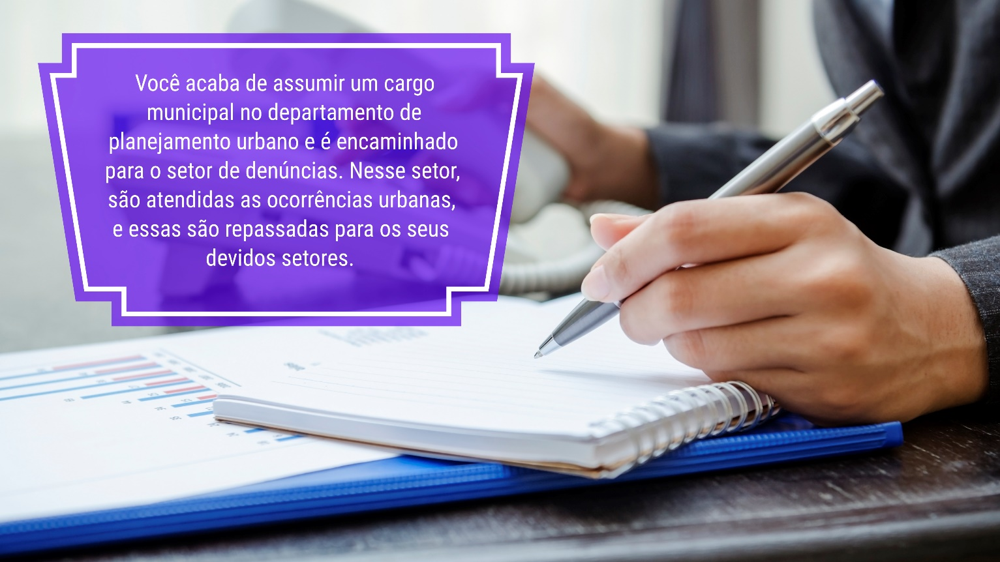 Você acaba de assumir um cargo
municipal no departamento de
planejamento urbano e é encaminhado
para o setor de denúncias. Nesse setor,
são atendidas as ocorrências urbanas,
e essas são repassadas para os seus
devidos setores.